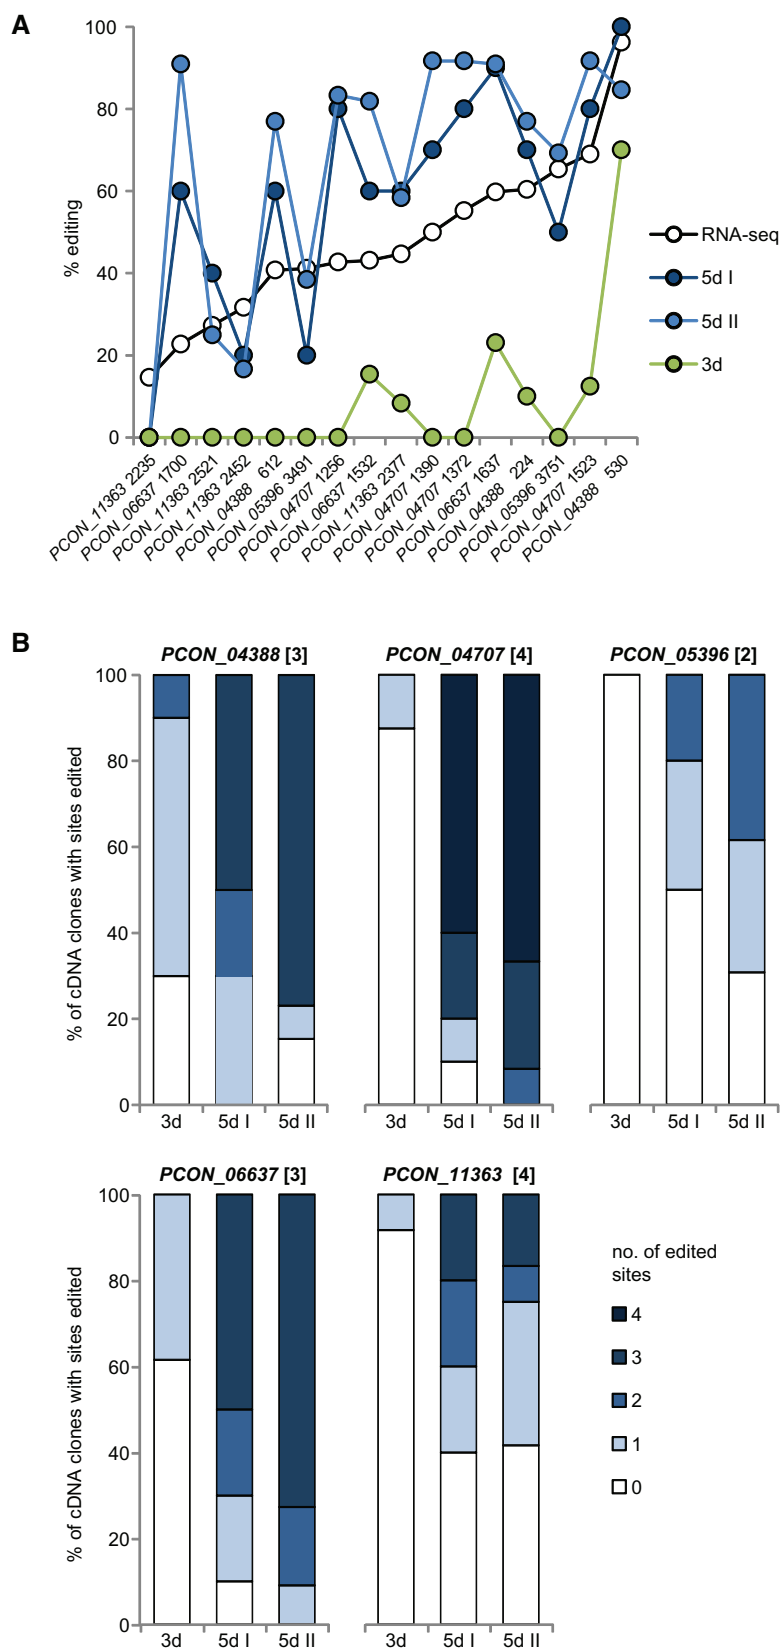 A
100
80
60
40
20
0
% editing
PCON_11363 2235
PCON_06637 1700
PCON_11363 2521
PCON_11363 2452
PCON_04388 612
PCON_05396 3491
PCON_04707 1256
PCON_06637 1532
PCON_11363 2377
PCON_04707 1390
PCON_04707 1372
PCON_06637 1637
PCON_04388 224
PCON_05396 3751
PCON_04707 1523
PCON_04388 530
RNA-seq
5d I
5d II
3d
B
PCON_04388 [3]
PCON_04707 [4]
PCON_05396 [2]
% of cDNA clones with sites edited
100
80
60
40
20
0
3d 5d I 5d II
3d 5d I 5d II
3d 5d I 5d II
PCON_06637 [3]
PCON_11363 [4]
% of cDNA clones with sites edited
100
80
60
40
20
0
3d 5d I 5d II
3d 5d I 5d II
no. of edited
sites
4
3
2
1
0